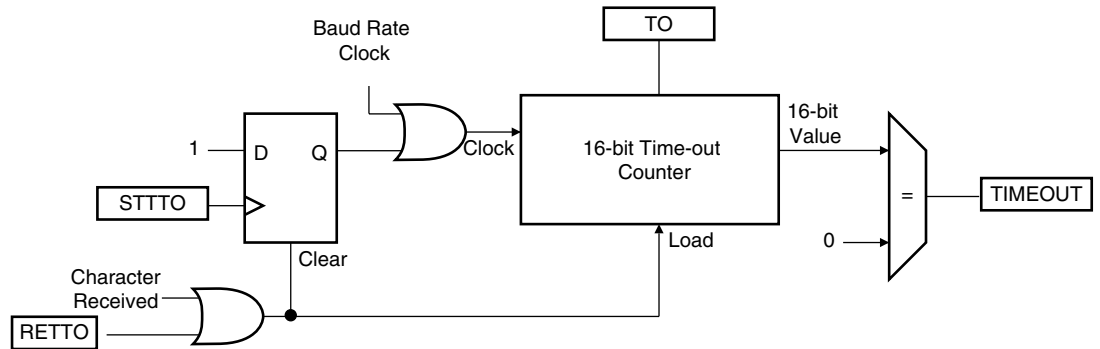 TO
Baud Rate
Clock
16-bit
Value
1
D
Q
Clock
16-bit Time-out
Counter
STTTO
=
TIMEOUT
Clear
Load
0
Character
Received
RETTO